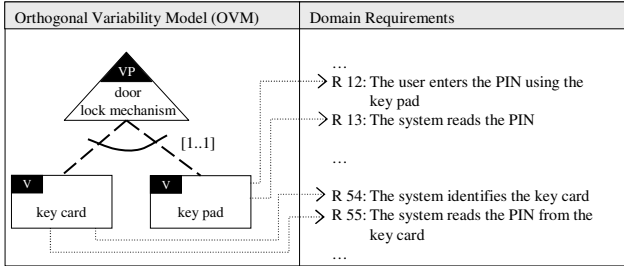 Orthogonal Variability Model (OVM)
Domain Requirements
VP
door
lock mechanism
[1..1]
V
key card
V
key pad
...
R 12: The user enters the PIN using the
key pad
R 13: The system reads the PIN
...
R 54: The system identifies the key card
R 55: The system reads the PIN from the
key card
...